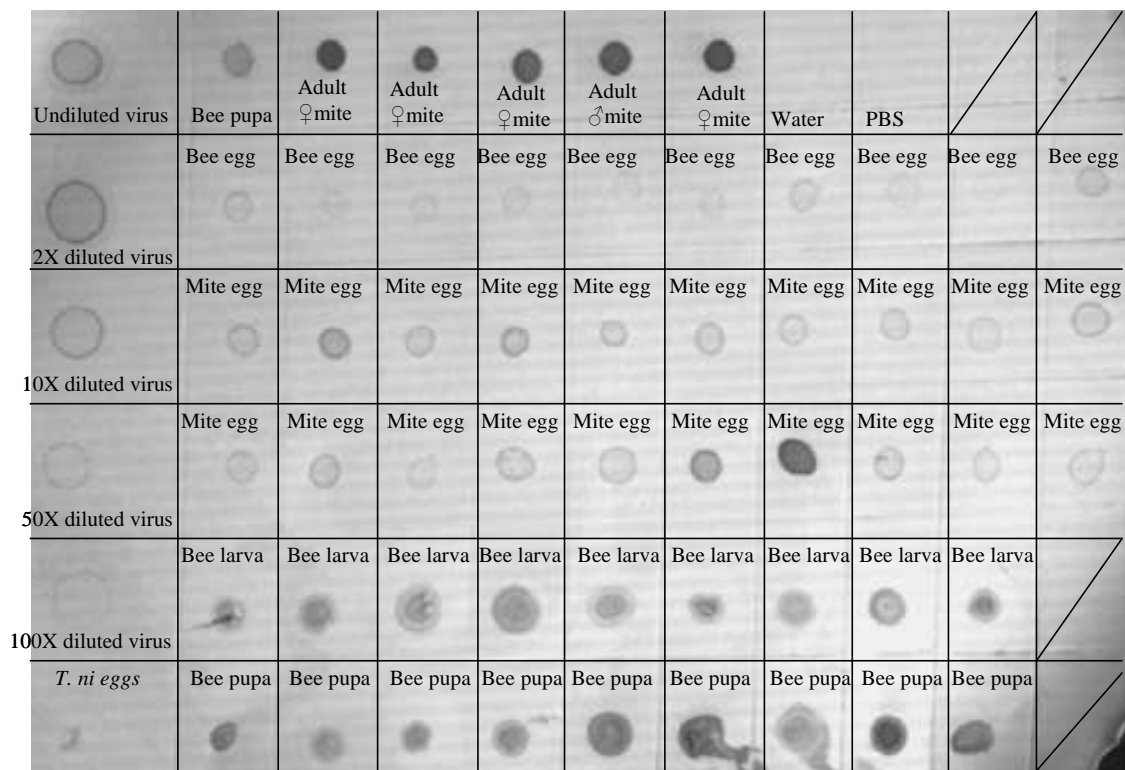 Undiluted virus
Bee pupa
Adult
♀mite
Adult
♀mite
Adult
♀mite
Adult
♂mite
Adult
♀mite
Water
PBS
2X diluted virus
Bee egg Bee egg Bee egg Bee egg Bee egg Bee egg Bee egg Bee egg Bee egg Bee egg
10X diluted virus
Mite egg Mite egg Mite egg Mite egg Mite egg Mite egg Mite egg Mite egg Mite egg Mite egg
50X diluted virus
Mite egg Mite egg Mite egg Mite egg Mite egg Mite egg Mite egg Mite egg Mite egg Mite egg
100X diluted virus
Bee larva Bee larva Bee larva Bee larva Bee larva Bee larva Bee larva Bee larva Bee larva
T. ni eggs Bee pupa Bee pupa Bee pupa Bee pupa Bee pupa Bee pupa Bee pupa Bee pupa Bee pupa